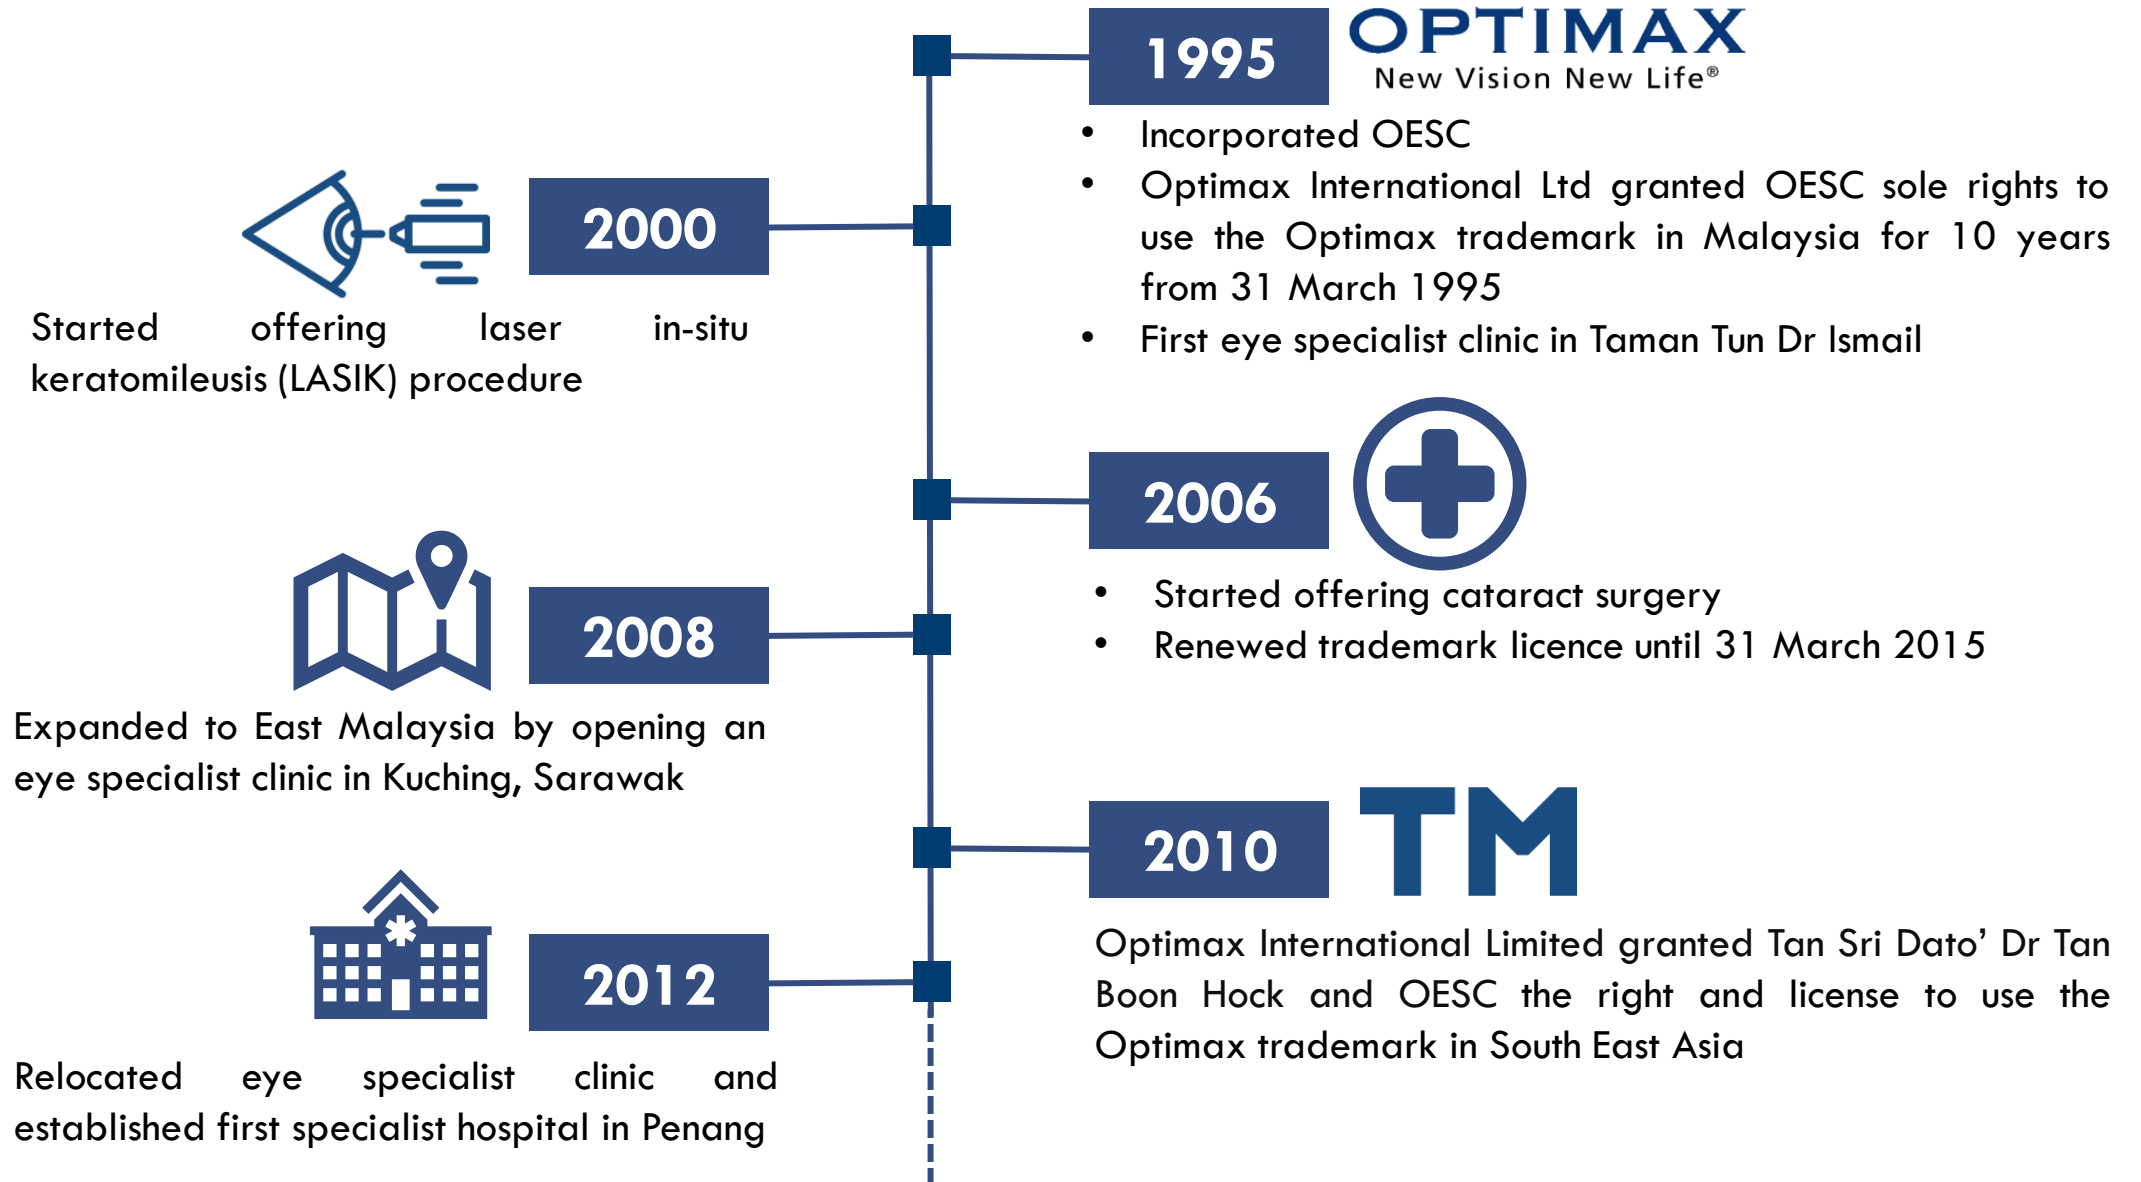 1995
OPTIMAX
New Vision New Life®
• Incorporated OESC
• Optimax International Ltd granted OESC sole rights to
use the Optimax trademark in Malaysia for 10 years
from 31 March 1995
• First eye specialist clinic in Taman Tun Dr Ismail
2000
Started offering laser in-situ
keratomileusis (LASIK) procedure
2006
• Started offering cataract surgery
• Renewed trademark licence until 31 March 2015
2008
Expanded to East Malaysia by opening an
eye specialist clinic in Kuching, Sarawak
2010
TM
Optimax International Limited granted Tan Sri Dato’ Dr Tan
Boon Hock and OESC the right and license to use the
Optimax trademark in South East Asia
2012
Relocated eye specialist clinic and
established first specialist hospital in Penang